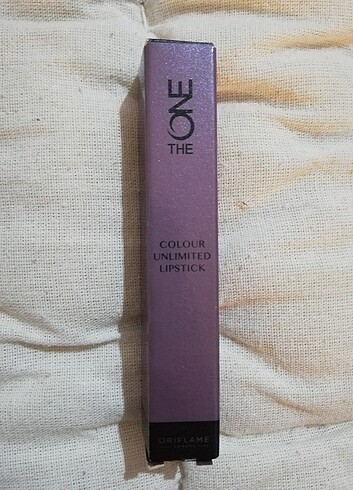 THE ONE
COLOUR
UNLIMITED
LIPSTICK
ORIFLAME